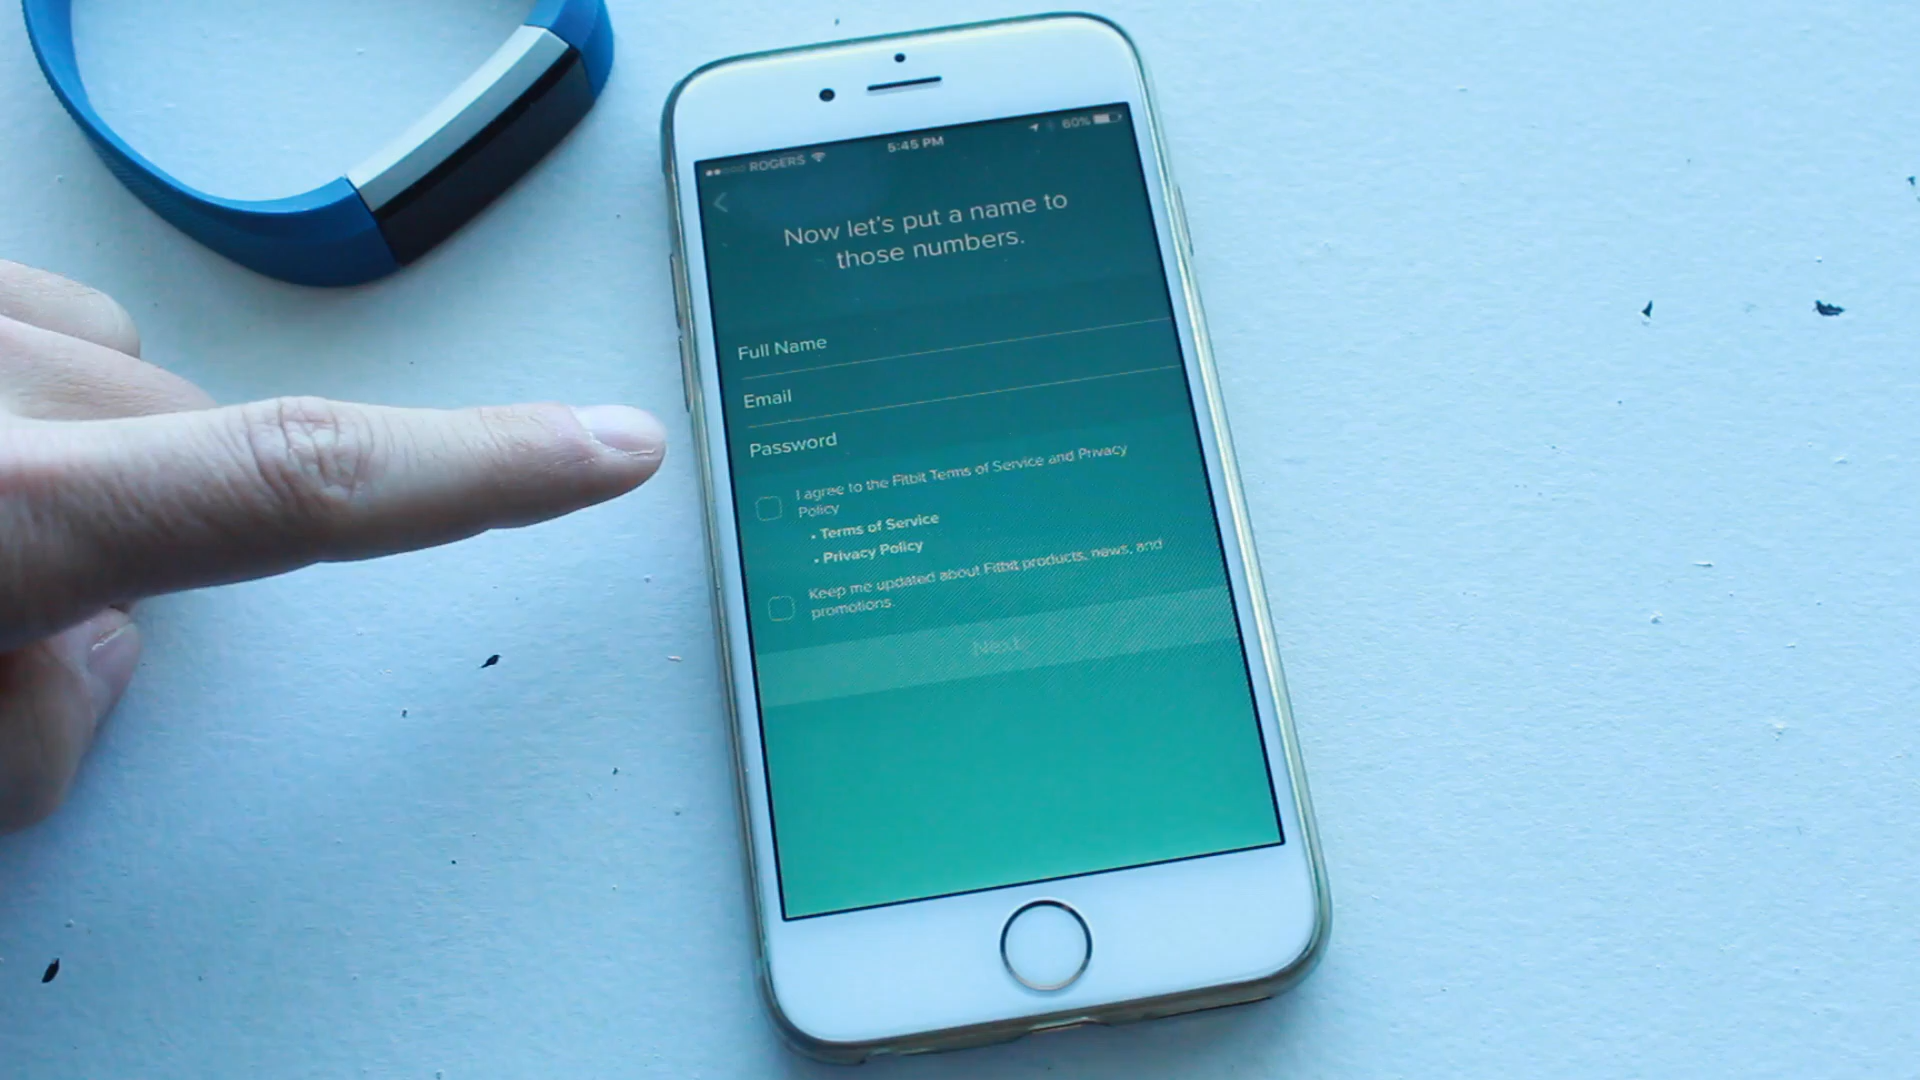 ROGERS 5:45 PM 60%
Now let's put a name to
those numbers.
Full Name
Email
Password
I agree to the Fitbit Terms of Service and Privacy
Policy
• Terms of Service
• Privacy Policy
Keep me updated about Fitbit products, news, and
promotions.
Next